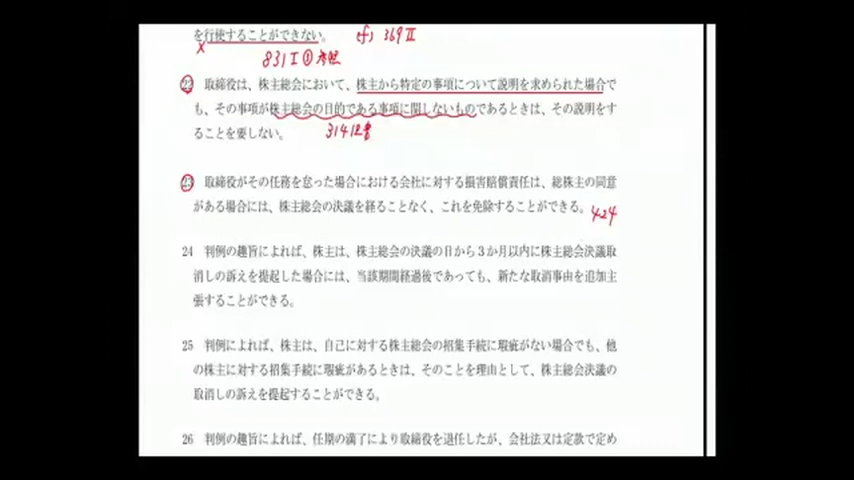 を行使することができない。 cf) 369 Ⅱ
×
831 Ⅰ ③ 参照
22 取締役は、株主総会において、株主から特定の事項について説明を求められた場合で
も、その事項が株主総会の目的である事項に関しないものであるときは、その説明をす
ることを要しない。 314但書
23 取締役がその任務を怠った場合における会社に対する損害賠償責任は、総株主の同意
がある場合には、株主総会の決議を経ることなく、これを免除することができる。 424
24 判例の趣旨によれば、株主は、株主総会の決議の日から3か月以内に株主総会決議取
消しの訴えを提起した場合には、当該期間経過後であっても、新たな取消事由を追加主
張することができる。
25 判例によれば、株主は、自己に対する株主総会の招集手続に瑕疵がない場合でも、他
の株主に対する招集手続に瑕疵があるときは、そのことを理由として、株主総会決議の
取消しの訴えを提起することができる。
26 判例の趣旨によれば、任期の満了により取締役を退任したが、会社法又は定款で定め